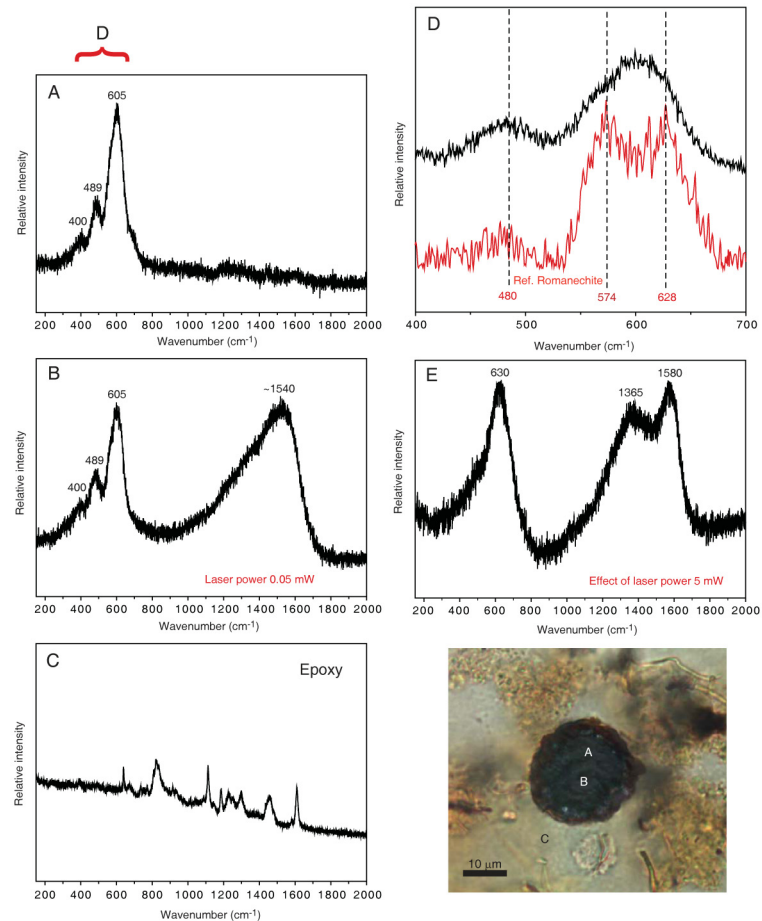 D
A
605
489
400
Relative intensity
200 400 600 800 1000 1200 1400 1600 1800 2000
Wavenumber (cm-1)
D
Relative intensity
Ref. Romanechite
480 574 628
400 500 600 700
Wavenumber (cm-1)
B
605
~1540
489
400
Relative intensity
Laser power 0.05 mW
200 400 600 800 1000 1200 1400 1600 1800 2000
Wavenumber (cm-1)
E
630
1580
1365
Relative intensity
Effect of laser power 5 mW
200 400 600 800 1000 1200 1400 1600 1800 2000
Wavenumber (cm-1)
C
Epoxy
Relative intensity
200 400 600 800 1000 1200 1400 1600 1800 2000
Wavenumber (cm-1)
A
B
C
10 μm